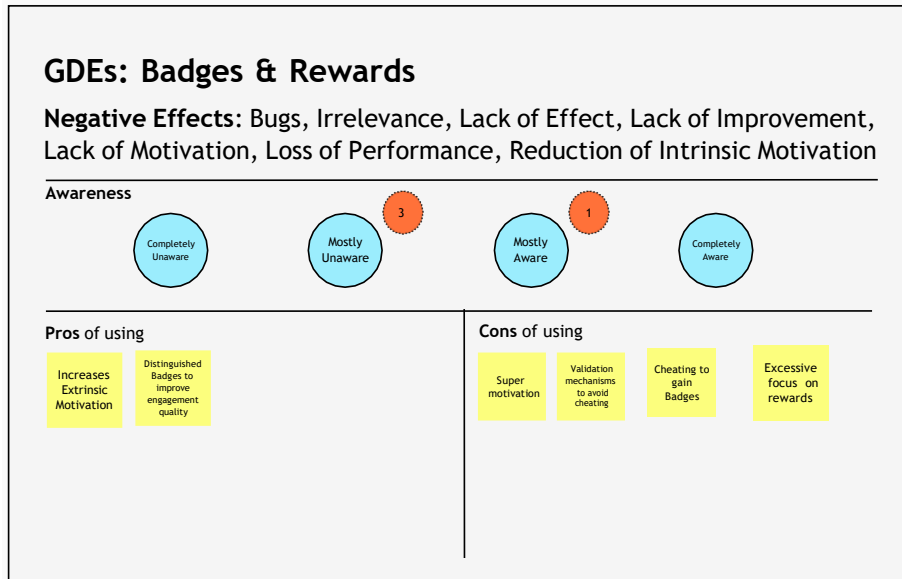 GDEs: Badges & Rewards
Negative Effects: Bugs, Irrelevance, Lack of Effect, Lack of Improvement,
Lack of Motivation, Loss of Performance, Reduction of Intrinsic Motivation
Awareness
Completely
Unaware
Mostly
Unaware
3
Mostly
Aware
1
Completely
Aware
Pros of using
Increases
Extrinsic
Motivation
Distinguished
Badges to
improve
engagement
quality
Cons of using
Super
motivation
Validation
mechanisms
to avoid
cheating
Cheating to
gain
Badges
Excessive
focus on
rewards